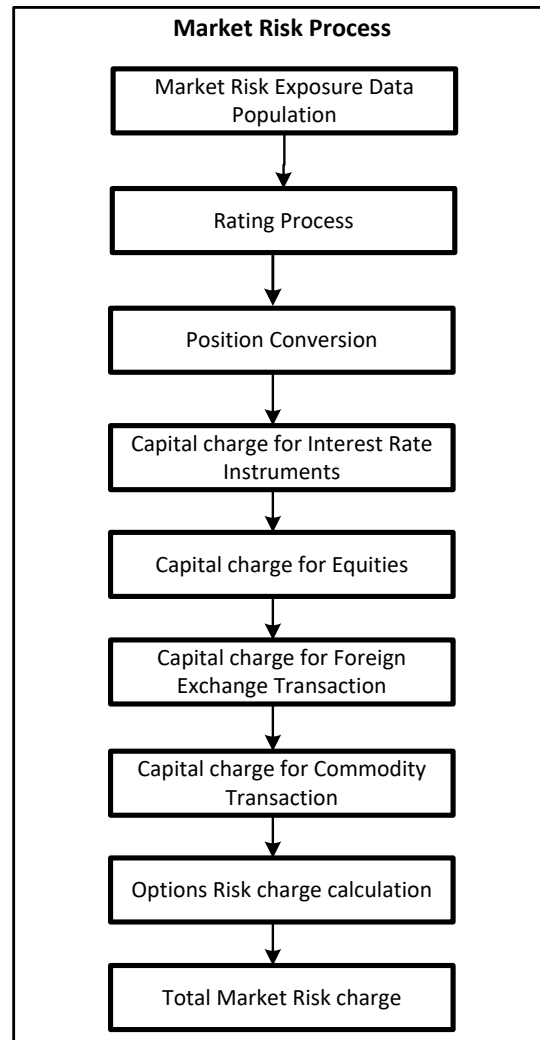 Market Risk Process
Market Risk Exposure Data
Population
Rating Process
Position Conversion
Capital charge for Interest Rate
Instruments
Capital charge for Equities
Capital charge for Foreign
Exchange Transaction
Capital charge for Commodity
Transaction
Options Risk charge calculation
Total Market Risk charge